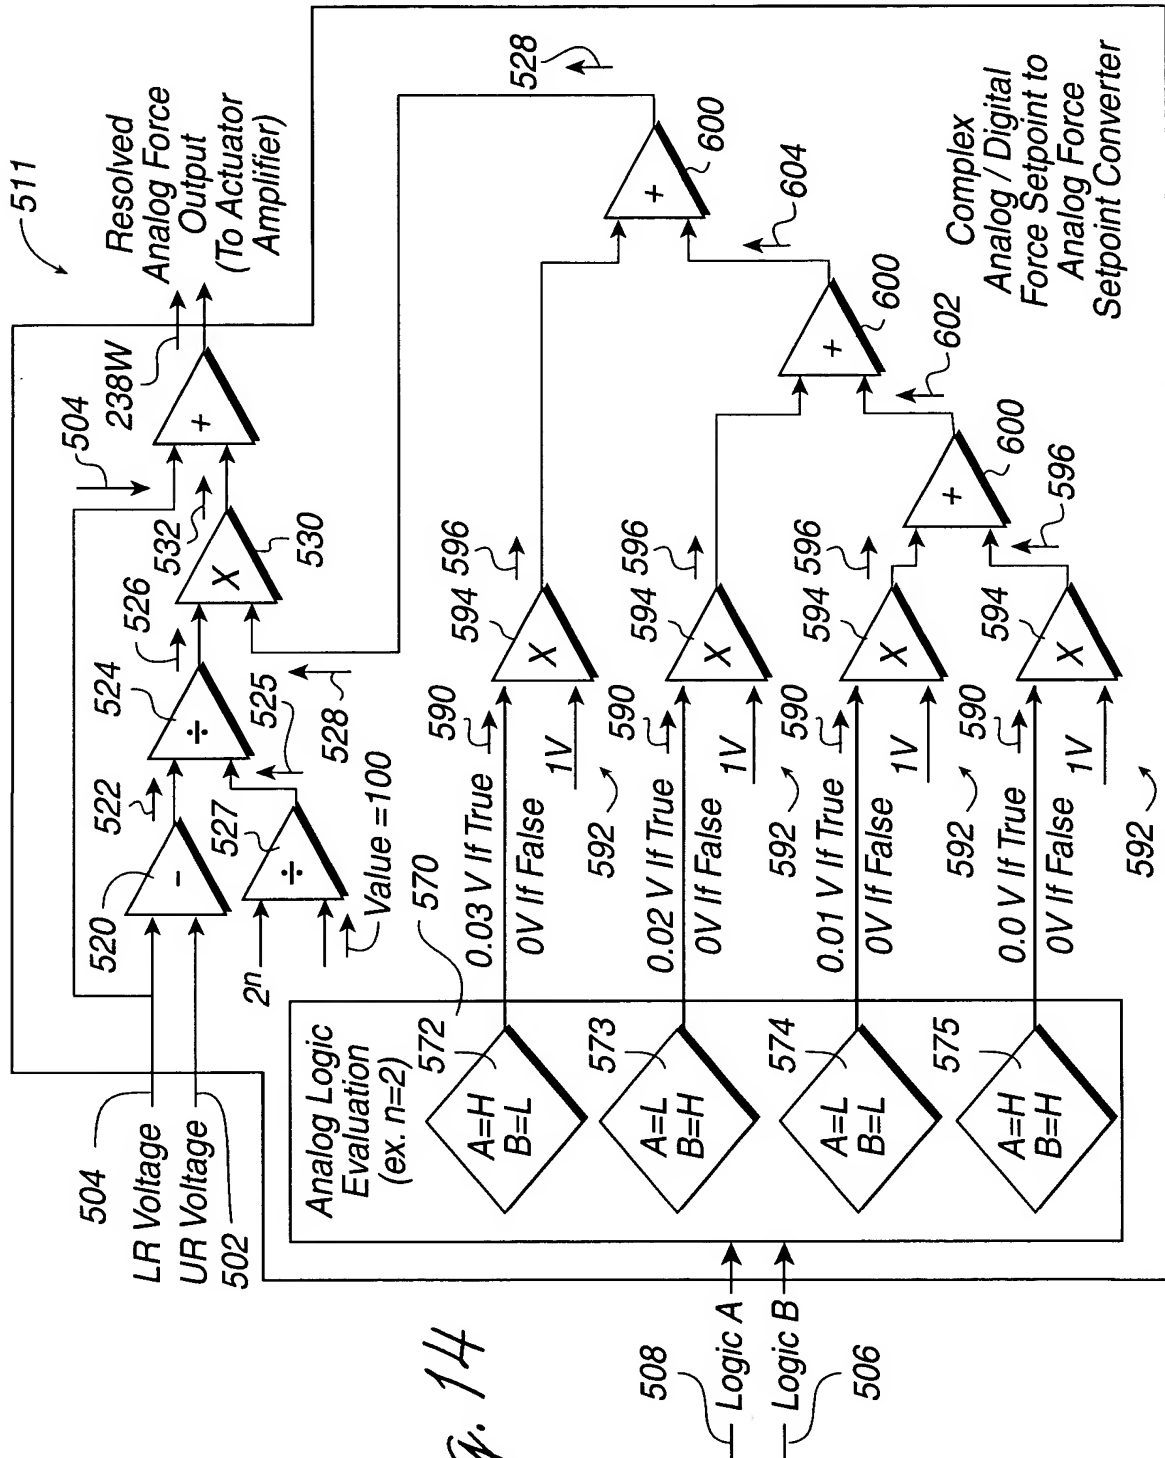 511
Resolved
Analog Force
Output
(To Actuator
Amplifier)
238W
504
532
530
526
524
525
528
522
527
520
2n
Value =100
504
LR Voltage
UR Voltage
502
528
Analog Logic
Evaluation
(ex. n=2)
570
572
A=H
B=L
0.03 V If True
0V If False
590
1V
592
594
X
596
573
A=L
B=H
0.02 V If True
0V If False
590
1V
592
594
X
596
574
A=L
B=L
0.01 V If True
0V If False
590
1V
592
594
X
596
575
A=H
B=H
0.0 V If True
0V If False
590
1V
592
594
X
596
+
600
602
+
600
604
+
600
-
÷
÷
X
+
508
Logic A
Logic B
506
Complex
Analog / Digital
Force Setpoint to
Analog Force
Setpoint Converter
14